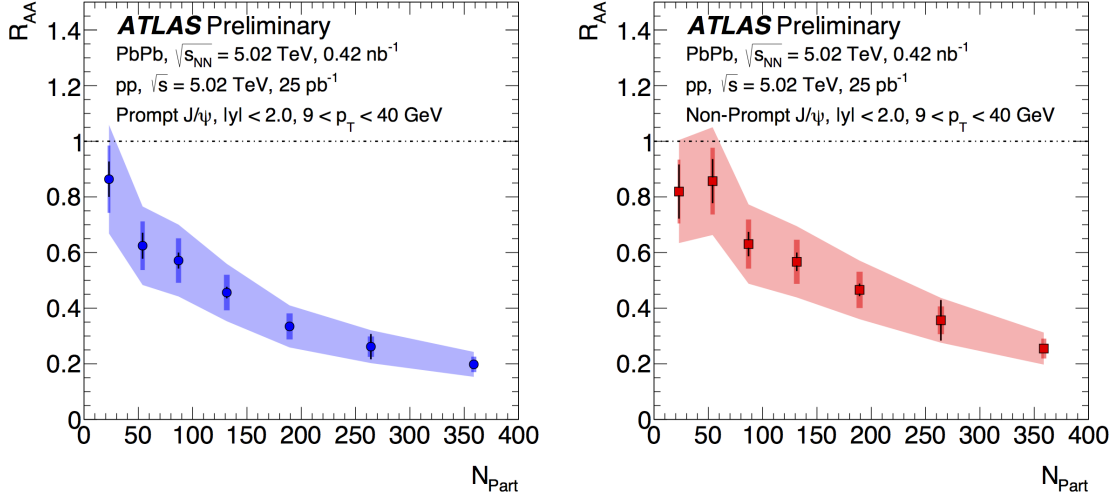 R_AA
ATLAS Preliminary
PbPb, √s_NN = 5.02 TeV, 0.42 nb⁻¹
pp, √s = 5.02 TeV, 25 pb⁻¹
Prompt J/ψ, |y| < 2.0, 9 < p_T < 40 GeV
1.4
1.2
1
0.8
0.6
0.4
0.2
0
0 50 100 150 200 250 300 350 400
N_Part
R_AA
ATLAS Preliminary
PbPb, √s_NN = 5.02 TeV, 0.42 nb⁻¹
pp, √s = 5.02 TeV, 25 pb⁻¹
Non-Prompt J/ψ, |y| < 2.0, 9 < p_T < 40 GeV
1.4
1.2
1
0.8
0.6
0.4
0.2
0
0 50 100 150 200 250 300 350 400
N_Part